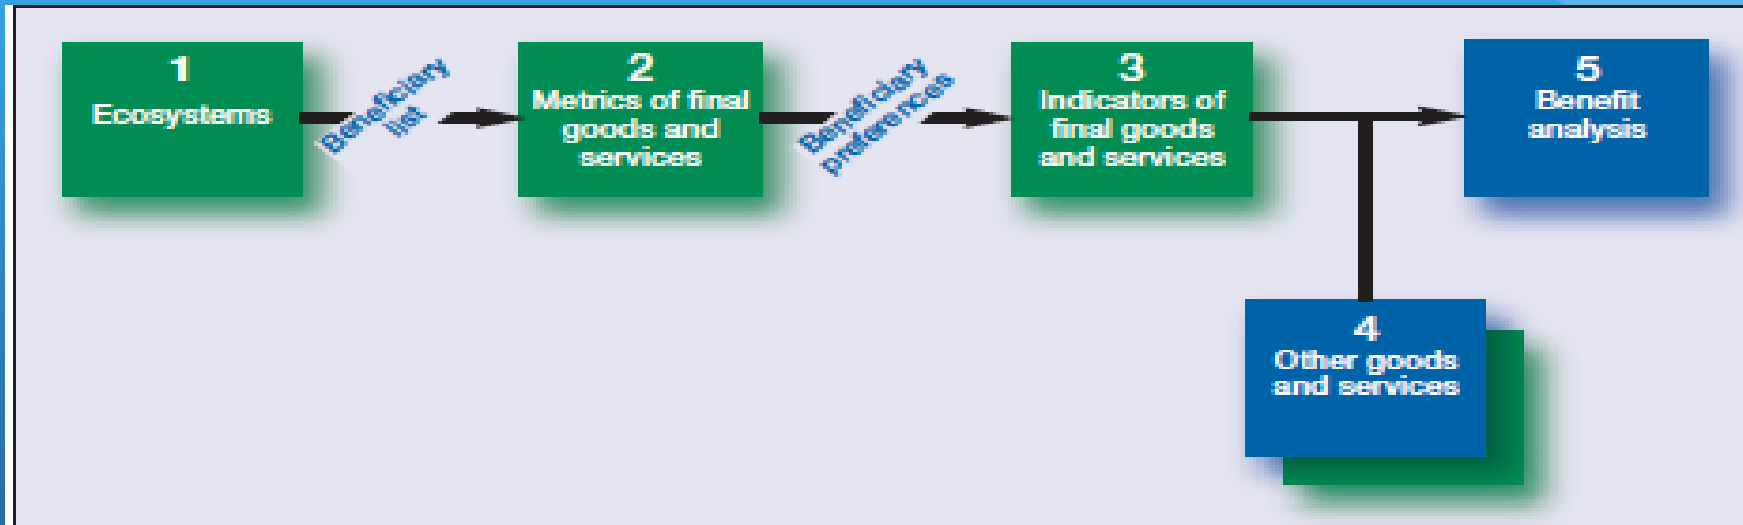 1
Ecosystems
Beneficiary
list
2
Metrics of final
goods and
services
Beneficiary
preferences
3
Indicators of
final goods
and services
5
Benefit
analysis
4
Other goods
and services